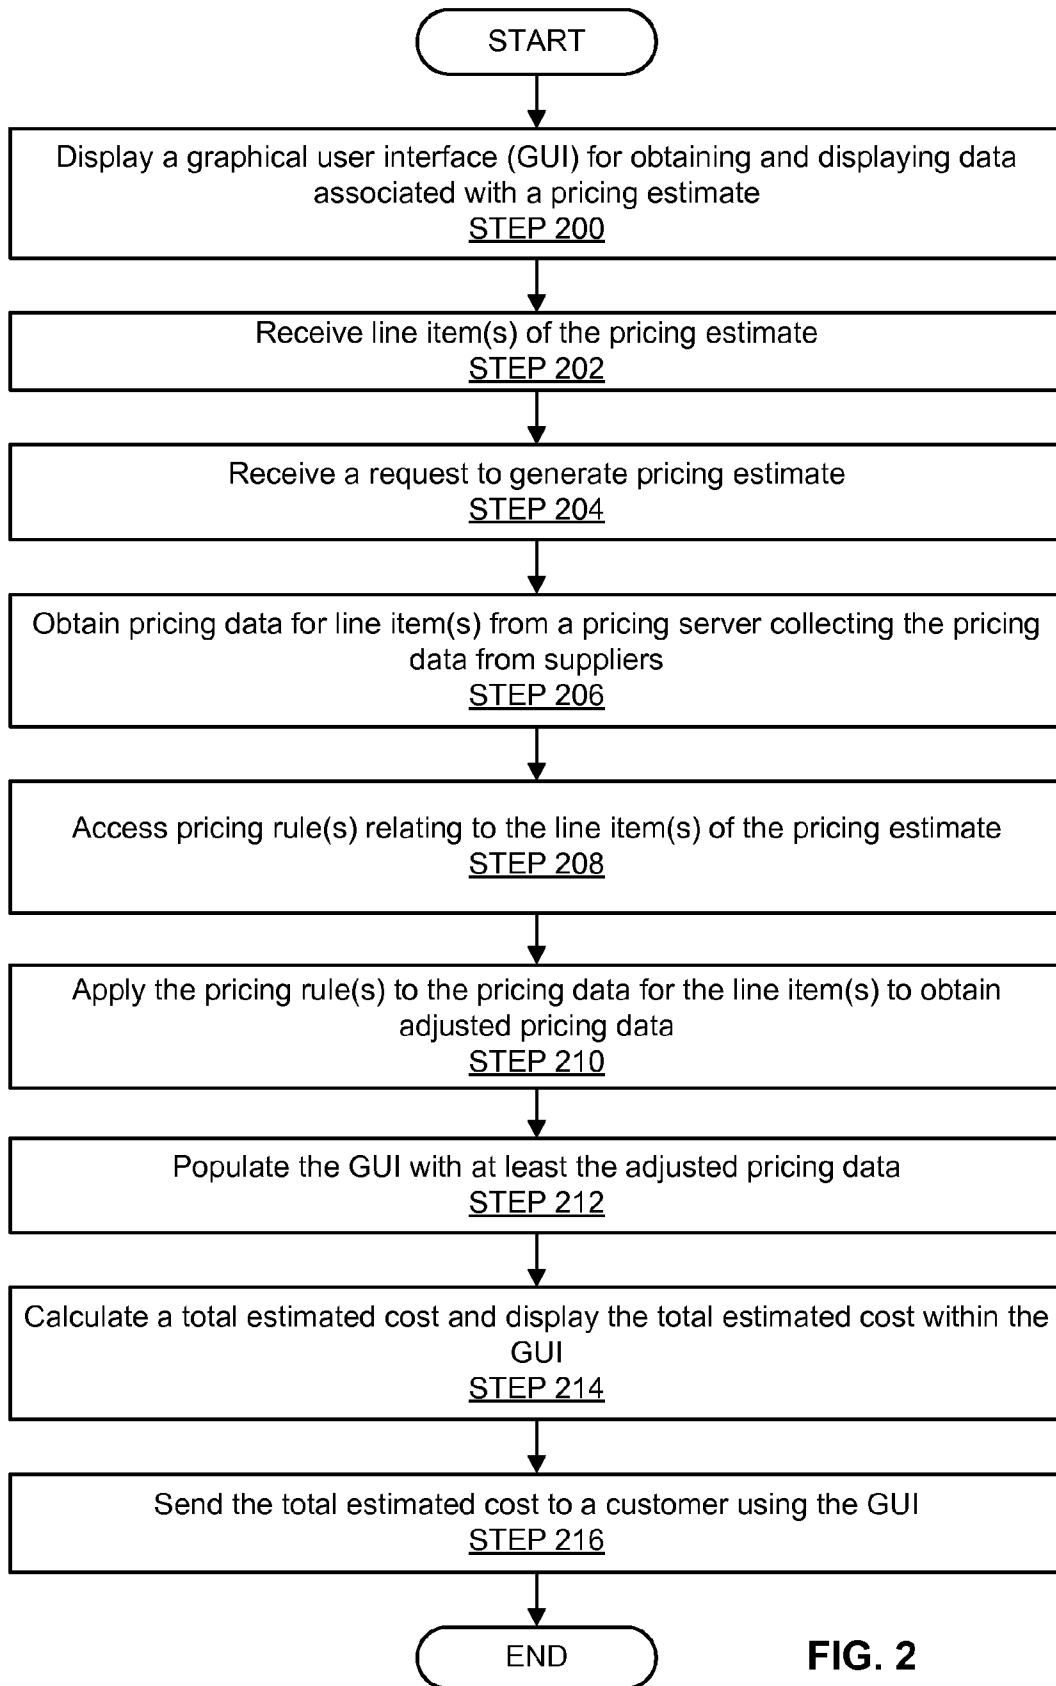 START
Display a graphical user interface (GUI) for obtaining and displaying data
associated with a pricing estimate
STEP 200
Receive line item(s) of the pricing estimate
STEP 202
Receive a request to generate pricing estimate
STEP 204
Obtain pricing data for line item(s) from a pricing server collecting the pricing
data from suppliers
STEP 206
Access pricing rule(s) relating to the line item(s) of the pricing estimate
STEP 208
Apply the pricing rule(s) to the pricing data for the line item(s) to obtain
adjusted pricing data
STEP 210
Populate the GUI with at least the adjusted pricing data
STEP 212
Calculate a total estimated cost and display the total estimated cost within the
GUI
STEP 214
Send the total estimated cost to a customer using the GUI
STEP 216
END
FIG. 2